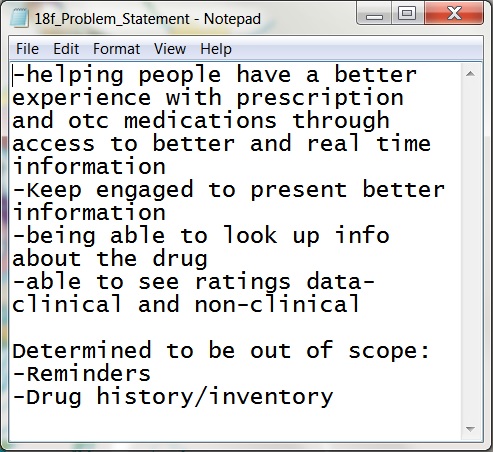 18f_Problem_Statement - Notepad
File Edit Format View Help
-helping people have a better
experience with prescription
and otc medications through
access to better and real time
information
-Keep engaged to present better
information
-being able to look up info
about the drug
-able to see ratings data-
clinical and non-clinical
Determined to be out of scope:
-Reminders
-Drug history/inventory